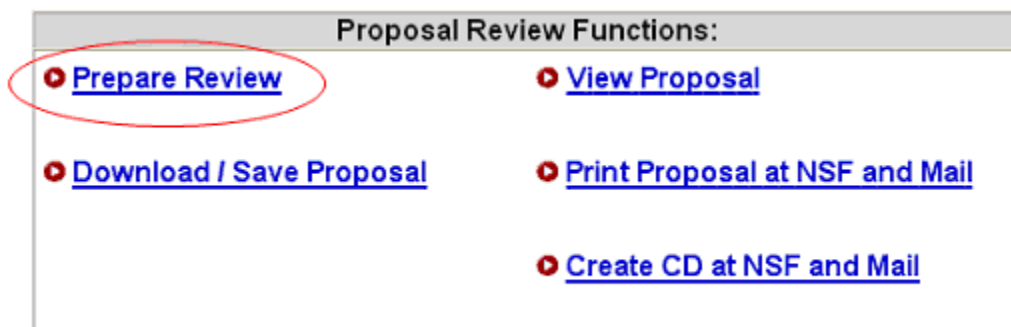 Proposal Review Functions:
Prepare Review
View Proposal
Download / Save Proposal
Print Proposal at NSF and Mail
Create CD at NSF and Mail